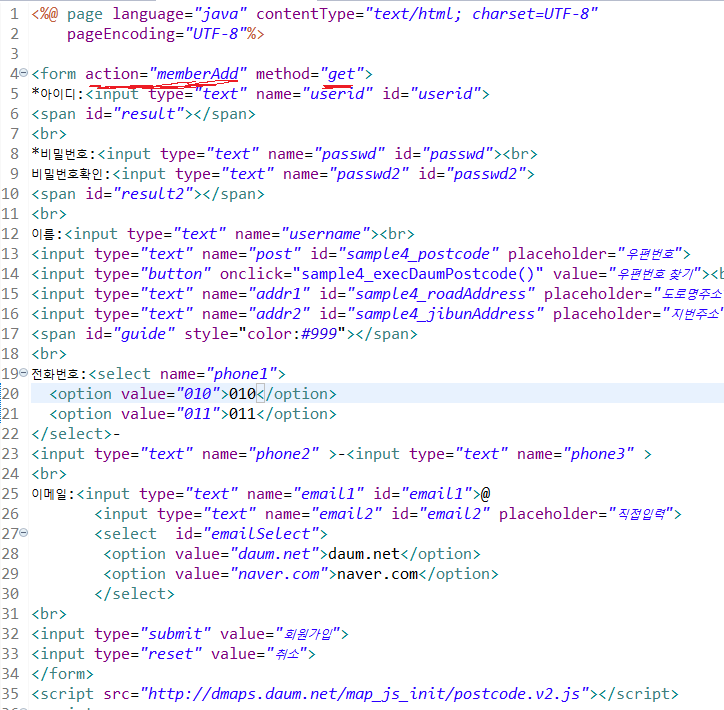 1 <%@ page language="java" contentType="text/html; charset=UTF-8"
2     pageEncoding="UTF-8"%>
3
4 <form action="memberAdd" method="get">
5 *아이디:<input type="text" name="userid" id="userid">
6 <span id="result"></span>
7 <br>
8 *비밀번호:<input type="text" name="passwd" id="passwd"><br>
9 비밀번호확인:<input type="text" name="passwd2" id="passwd2">
10 <span id="result2"></span>
11 <br>
12 이름:<input type="text" name="username"><br>
13 <input type="text" name="post" id="sample4_postcode" placeholder="우편번호">
14 <input type="button" onclick="sample4_execDaumPostcode()" value="우편번호 찾기"><b
15 <input type="text" name="addr1" id="sample4_roadAddress" placeholder="도로명주소
16 <input type="text" name="addr2" id="sample4_jibunAddress" placeholder="지번주소"
17 <span id="guide" style="color:#999"></span>
18 <br>
19 전화번호:<select name="phone1">
20   <option value="010">010</option>
21   <option value="011">011</option>
22 </select>-
23 <input type="text" name="phone2" >-<input type="text" name="phone3" >
24 <br>
25 이메일:<input type="text" name="email1" id="email1">@
26        <input type="text" name="email2" id="email2" placeholder="직접입력">
27        <select  id="emailSelect">
28         <option value="daum.net">daum.net</option>
29         <option value="naver.com">naver.com</option>
30        </select>
31 <br>
32 <input type="submit" value="회원가입">
33 <input type="reset" value="취소">
34 </form>
35 <script src="http://dmaps.daum.net/map_js_init/postcode.v2.js"></script>